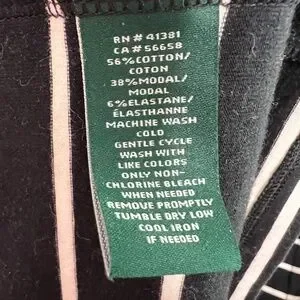 RN # 41381
CA # 56658
56% COTTON/
COTON
38% MODAL/
MODAL
6% ELASTANE/
ÉLASTHANNE
MACHINE WASH
COLD
GENTLE CYCLE
WASH WITH
LIKE COLORS
ONLY NON-
CHLORINE BLEACH
WHEN NEEDED
REMOVE PROMPTLY
TUMBLE DRY LOW
COOL IRON
IF NEEDED